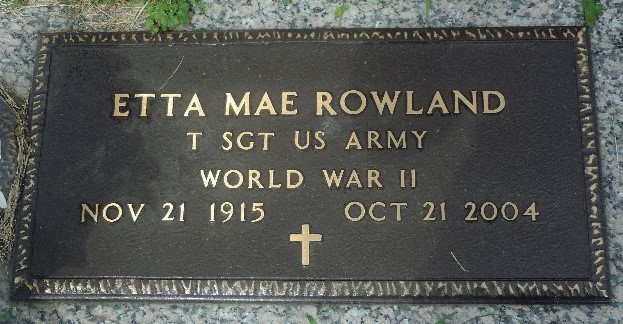 ETTA MAE ROWLAND
T SGT US ARMY
WORLD WAR II
NOV 21 1915 OCT 21 2004